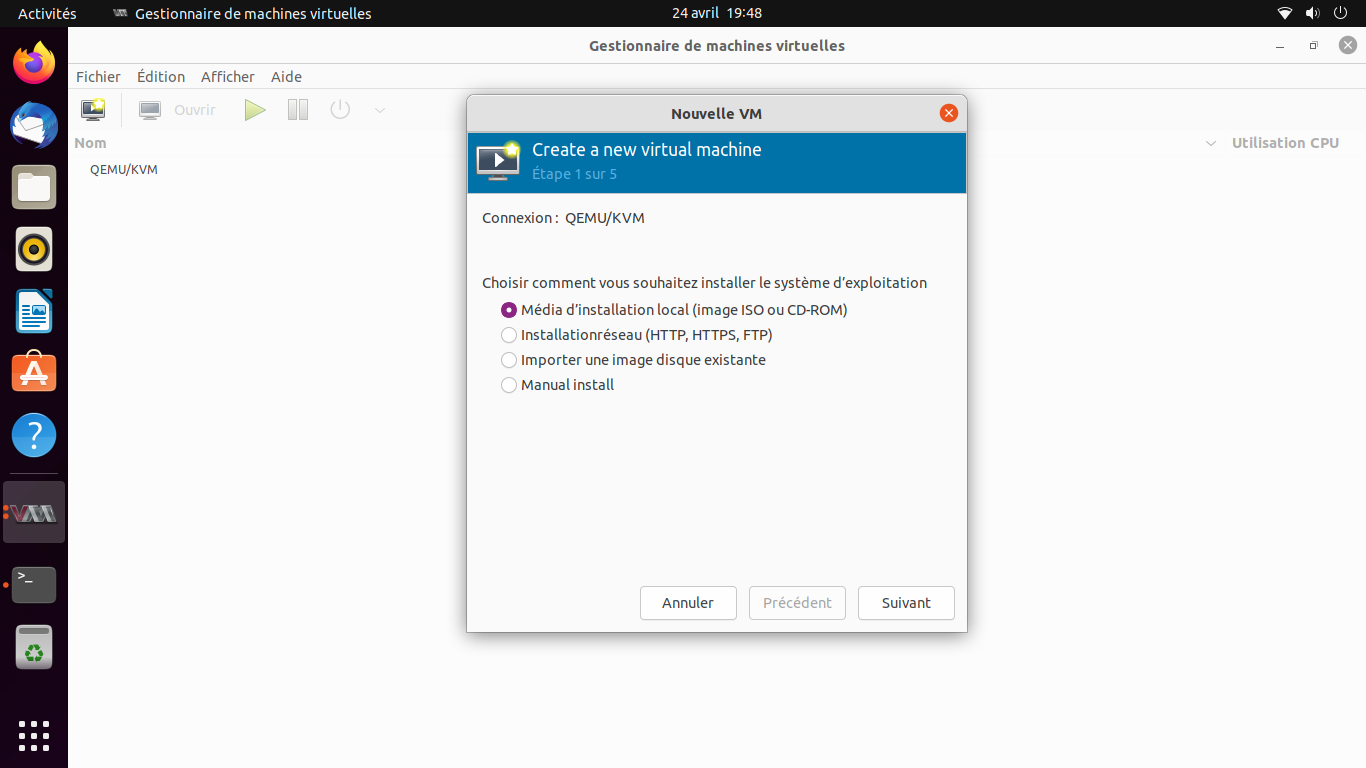 Activités
Gestionnaire de machines virtuelles
24 avril 19:48
Gestionnaire de machines virtuelles
Fichier Édition Afficher Aide
Ouvrir
Nom
Utilisation CPU
QEMU/KVM
Nouvelle VM
Create a new virtual machine
Étape 1 sur 5
Connexion : QEMU/KVM
Choisir comment vous souhaitez installer le système d’exploitation
Média d’installation local (image ISO ou CD-ROM)
Installationréseau (HTTP, HTTPS, FTP)
Importer une image disque existante
Manual install
Annuler
Précédent
Suivant